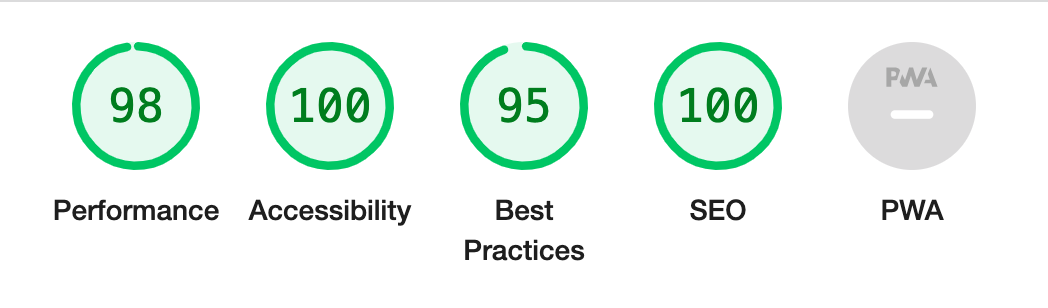 98
100
95
100
PWA
Performance
Accessibility
Best
Practices
SEO
PWA